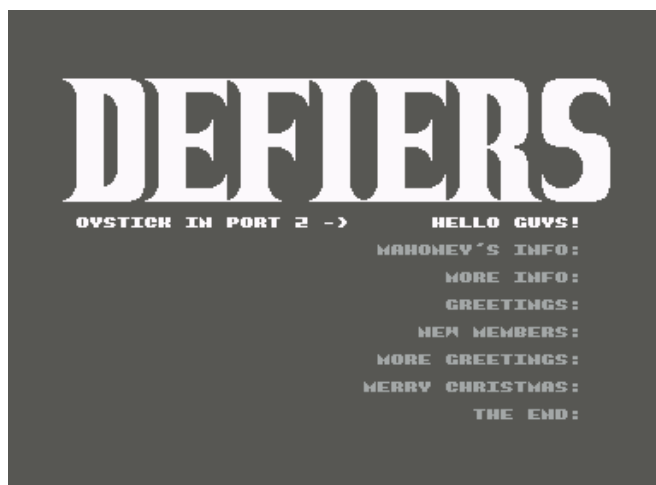 DEFIERS
OYSTICK IN PORT 2 -> HELLO GUYS!
MAHONEY´S INFO:
MORE INFO:
GREETINGS:
NEW MEMBERS:
MORE GREETINGS:
MERRY CHRISTMAS:
THE END: